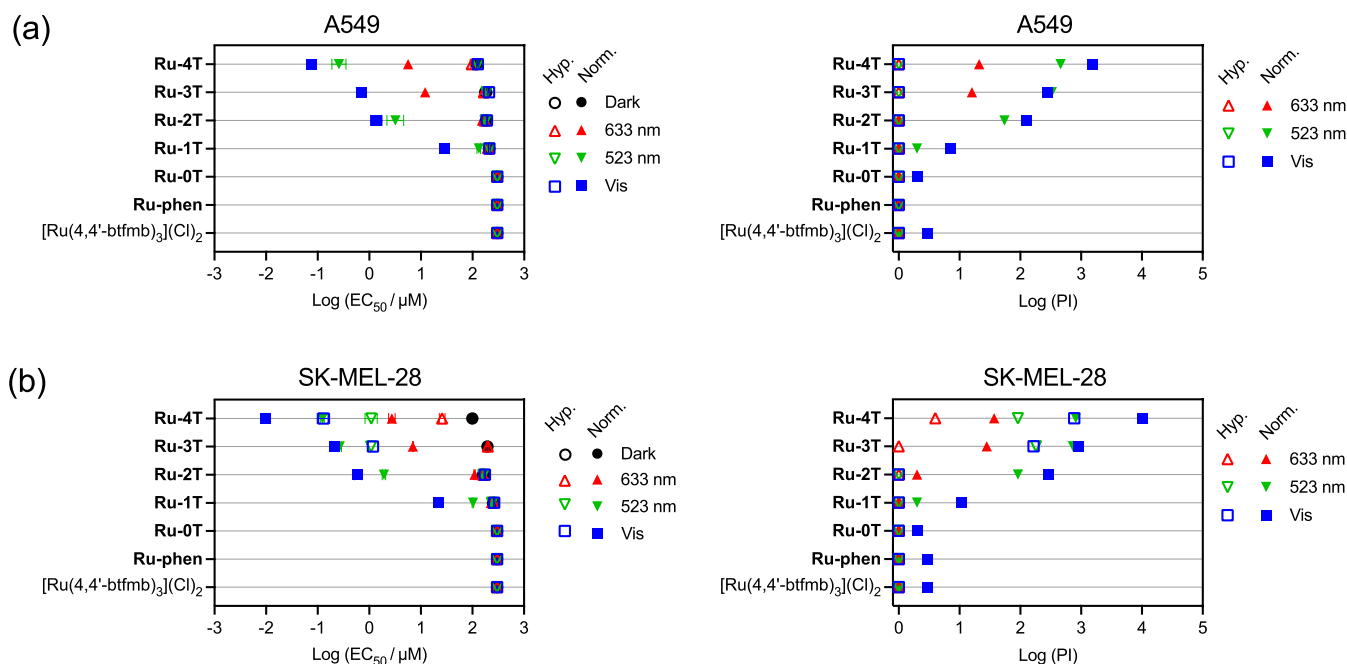 (a)
A549
Ru-4T
Ru-3T
Ru-2T
Ru-1T
Ru-0T
Ru-phen
[Ru(4,4'-btfmb)3](Cl)2
-3 -2 -1 0 1 2 3
Log (EC50 / µM)
Hyp. Norm.
Dark
633 nm
523 nm
Vis
A549
Ru-4T
Ru-3T
Ru-2T
Ru-1T
Ru-0T
Ru-phen
[Ru(4,4'-btfmb)3](Cl)2
0 1 2 3 4 5
Log (PI)
Hyp. Norm.
633 nm
523 nm
Vis
(b)
SK-MEL-28
Ru-4T
Ru-3T
Ru-2T
Ru-1T
Ru-0T
Ru-phen
[Ru(4,4'-btfmb)3](Cl)2
-3 -2 -1 0 1 2 3
Log (EC50 / µM)
Hyp. Norm.
Dark
633 nm
523 nm
Vis
SK-MEL-28
Ru-4T
Ru-3T
Ru-2T
Ru-1T
Ru-0T
Ru-phen
[Ru(4,4'-btfmb)3](Cl)2
0 1 2 3 4 5
Log (PI)
Hyp. Norm.
633 nm
523 nm
Vis